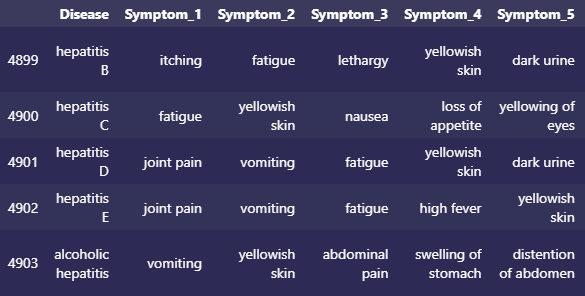 Disease Symptom_1 Symptom_2 Symptom_3 Symptom_4 Symptom_5
4899 hepatitis B itching fatigue lethargy yellowish skin dark urine
4900 hepatitis C fatigue yellowish skin nausea loss of appetite yellowing of eyes
4901 hepatitis D joint pain vomiting fatigue yellowish skin dark urine
4902 hepatitis E joint pain vomiting fatigue high fever yellowish skin
4903 alcoholic hepatitis vomiting yellowish skin abdominal pain swelling of stomach distention of abdomen